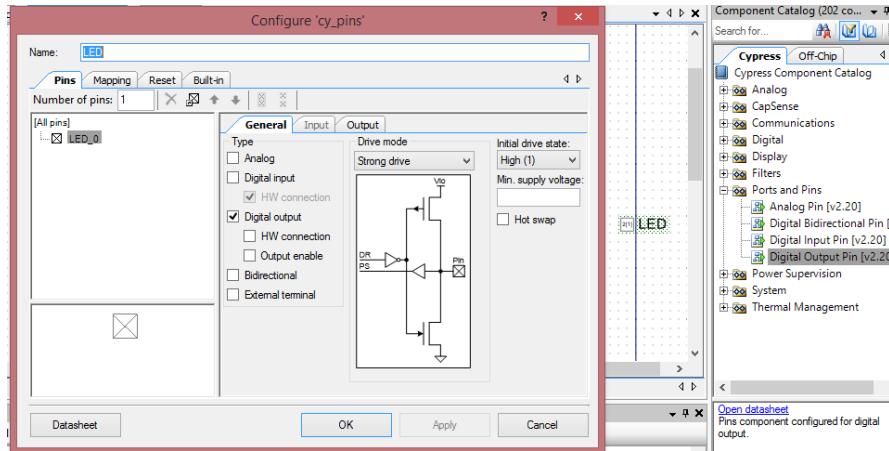 Configure 'cy_pins'
?
Name: LED
Pins Mapping Reset Built-in
Number of pins: 1
[All pins]
LED_0
General Input Output
Type
Analog
Digital input
HW connection
Digital output
HW connection
Output enable
Bidirectional
External terminal
Drive mode
Strong drive
Vio
DR
PS
Pin
Initial drive state:
High (1)
Min. supply voltage:
Hot swap
Datasheet OK Apply Cancel
2[1] LED
Component Catalog (202 co...
Search for...
Cypress Off-Chip
Cypress Component Catalog
Analog
CapSense
Communications
Digital
Display
Filters
Ports and Pins
Analog Pin [v2.20]
Digital Bidirectional Pin [
Digital Input Pin [v2.20]
Digital Output Pin [v2.20
Power Supervision
System
Thermal Management
Open datasheet
Pins component configured for digital
output.